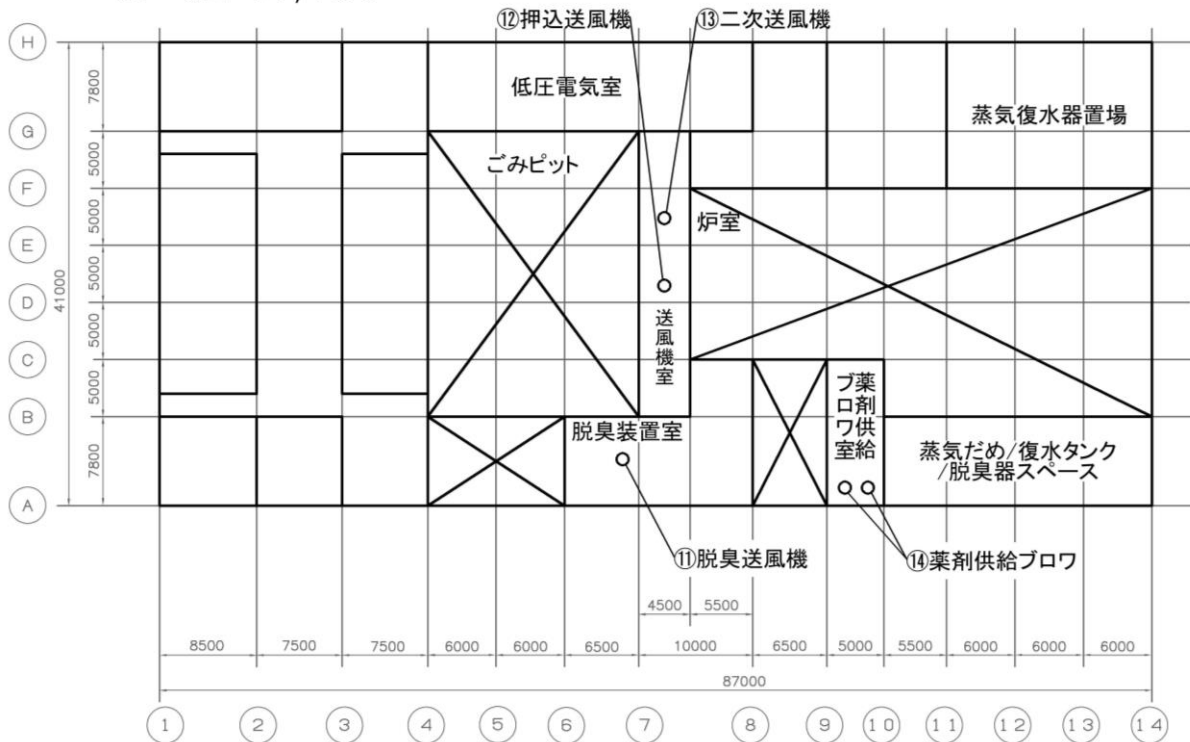 ⑫押込送風機
⑬二次送風機
H
低圧電気室
7800
蒸気復水器置場
G
ごみピット
5000
F
炉室
5000
E
5000
41000
D
送風機室
5000
C
薬剤供給
ブロワ室
5000
B
脱臭装置室
蒸気だめ/復水タンク
/脱臭器スペース
7800
A
⑪脱臭送風機
⑭薬剤供給ブロワ
4500 5500
8500 7500 7500 6000 6000 6500 10000 6500 5000 5500 6000 6000 6000
87000
1 2 3 4 5 6 7 8 9 10 11 12 13 14